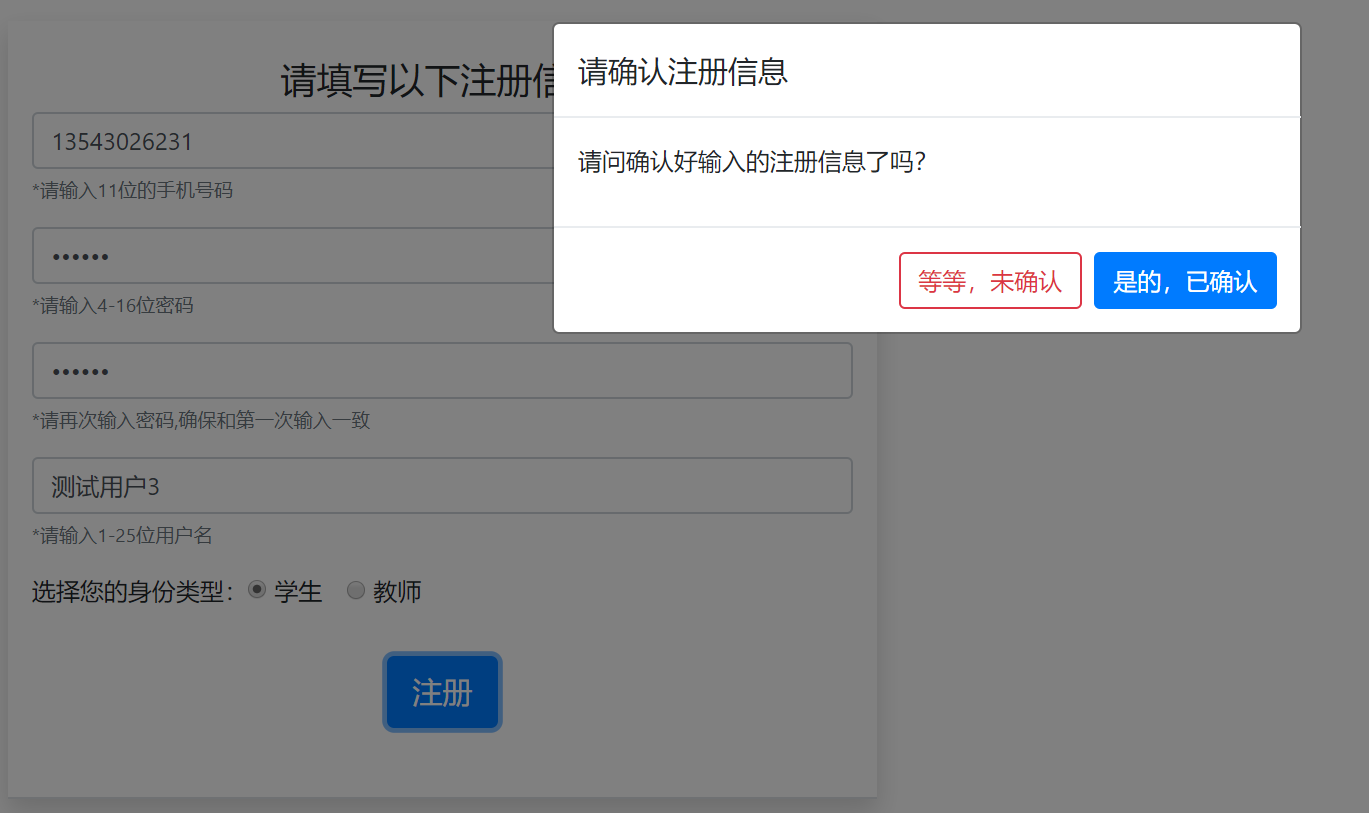 请填写以下注册信
13543026231
*请输入11位的手机号码
••••••
*请输入4-16位密码
••••••
*请再次输入密码,确保和第一次输入一致
测试用户3
*请输入1-25位用户名
选择您的身份类型： 学生 教师
注册
请确认注册信息
请问确认好输入的注册信息了吗?
等等，未确认
是的，已确认